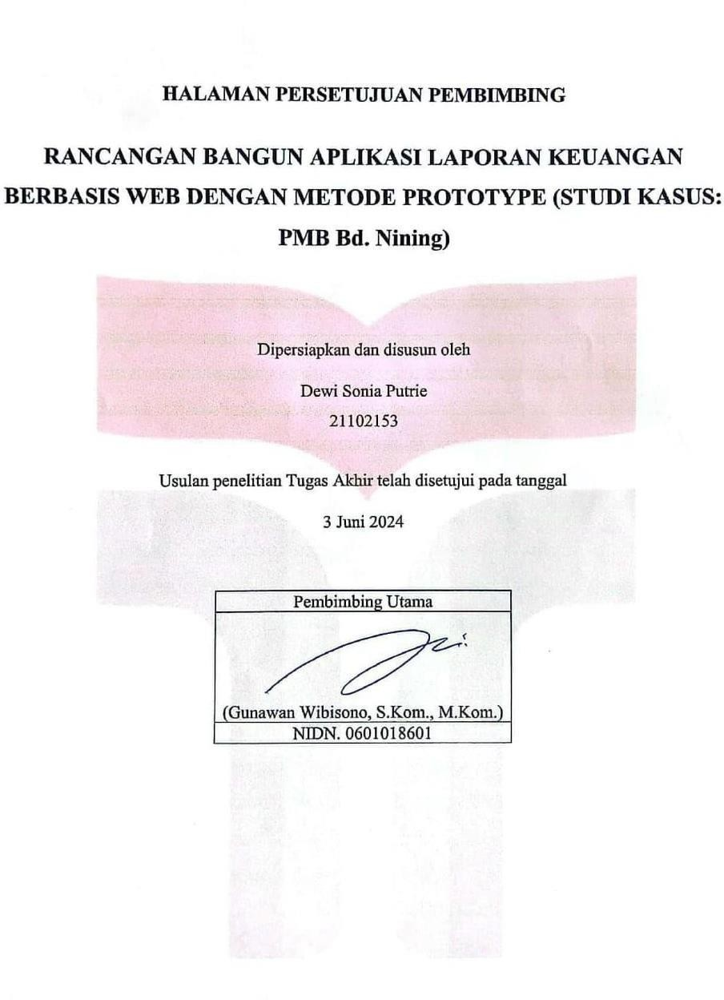 HALAMAN PERSETUJUAN PEMBIMBING
RANCANGAN BANGUN APLIKASI LAPORAN KEUANGAN
BERBASIS WEB DENGAN METODE PROTOTYPE (STUDI KASUS:
PMB Bd. Nining)
Dipersiapkan dan disusun oleh
Dewi Sonia Putrie
21102153
Usulan penelitian Tugas Akhir telah disetujui pada tanggal
3 Juni 2024
Pembimbing Utama
(Gunawan Wibisono, S.Kom., M.Kom.)
NIDN. 0601018601